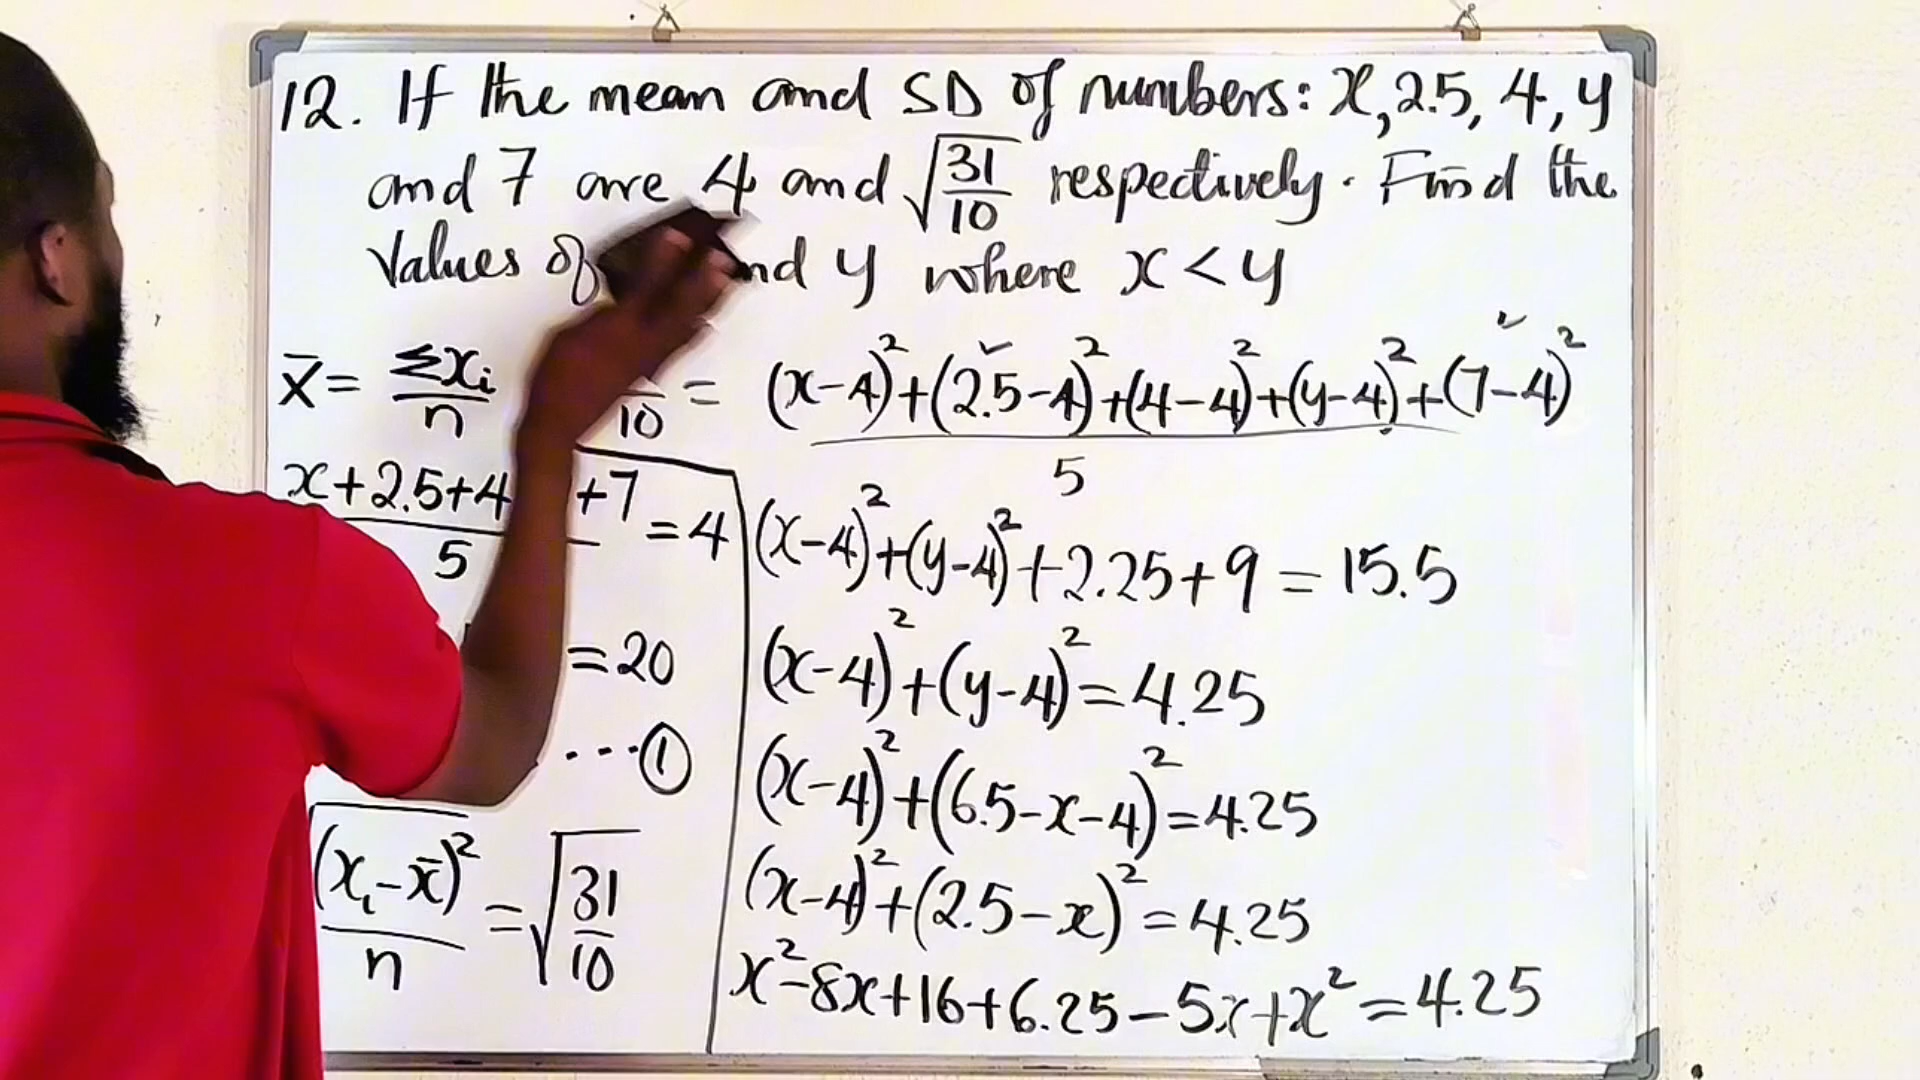 12. If the mean and SD of numbers: x, 2.5, 4, y
and 7 are 4 and √(31/10) respectively. Find the
values of nd y where x < y
x̄ = Σxᵢ/n
x+2.5+4 +7 / 5 = 4
=20
...①
(xᵢ-x̄)²/n = √(31/10)
10 = (x-4)²+(2.5-4)²+(4-4)²+(y-4)²+(7-4)² / 5
(x-4)²+(y-4)²+2.25+9 = 15.5
(x-4)²+(y-4)²=4.25
(x-4)²+(6.5-x-4)²=4.25
(x-4)²+(2.5-x)²=4.25
x²-8x+16+6.25-5x+x²=4.25